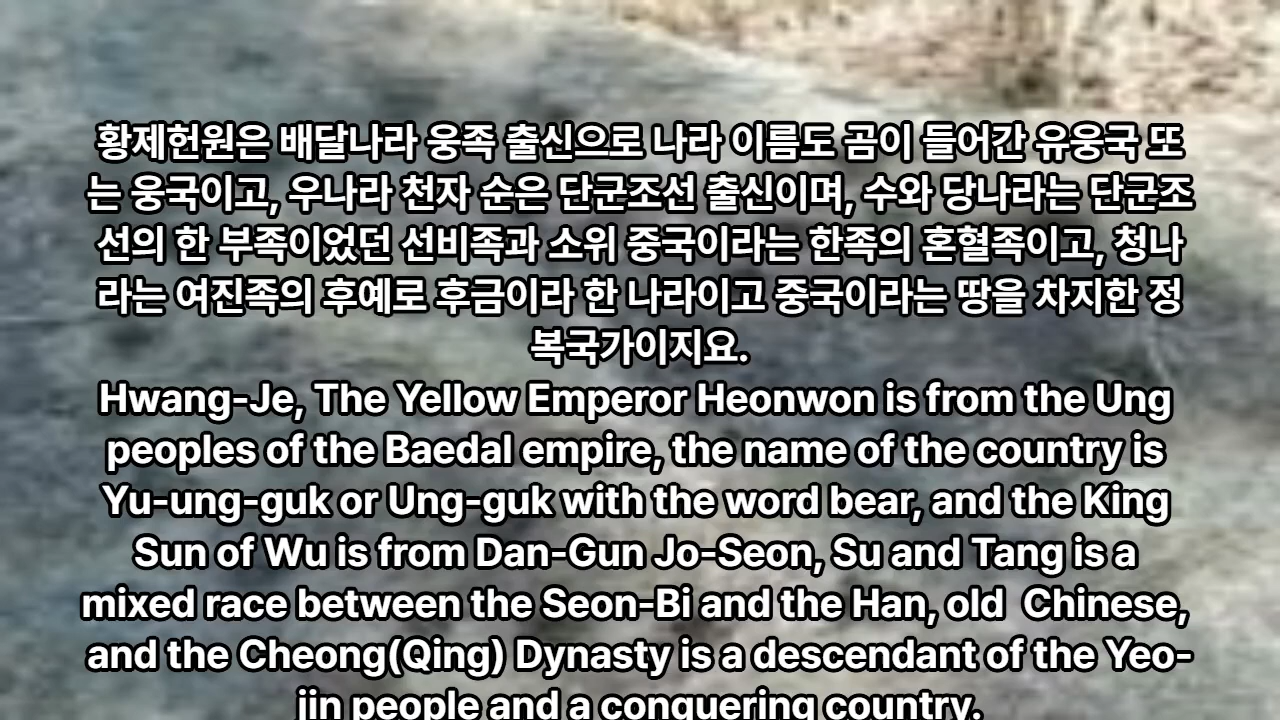 황제헌원은 배달나라 웅족 출신으로 나라 이름도 곰이 들어간 유웅국 또
는 웅국이고, 우나라 천자 순은 단군조선 출신이며, 수와 당나라는 단군조
선의 한 부족이었던 선비족과 소위 중국이라는 한족의 혼혈족이고, 청나
라는 여진족의 후예로 후금이라 한 나라이고 중국이라는 땅을 차지한 정
복국가이지요.
Hwang-Je, The Yellow Emperor Heonwon is from the Ung
peoples of the Baedal empire, the name of the country is
Yu-ung-guk or Ung-guk with the word bear, and the King
Sun of Wu is from Dan-Gun Jo-Seon, Su and Tang is a
mixed race between the Seon-Bi and the Han, old  Chinese,
and the Cheong(Qing) Dynasty is a descendant of the Yeo-
jin people and a conquering country.